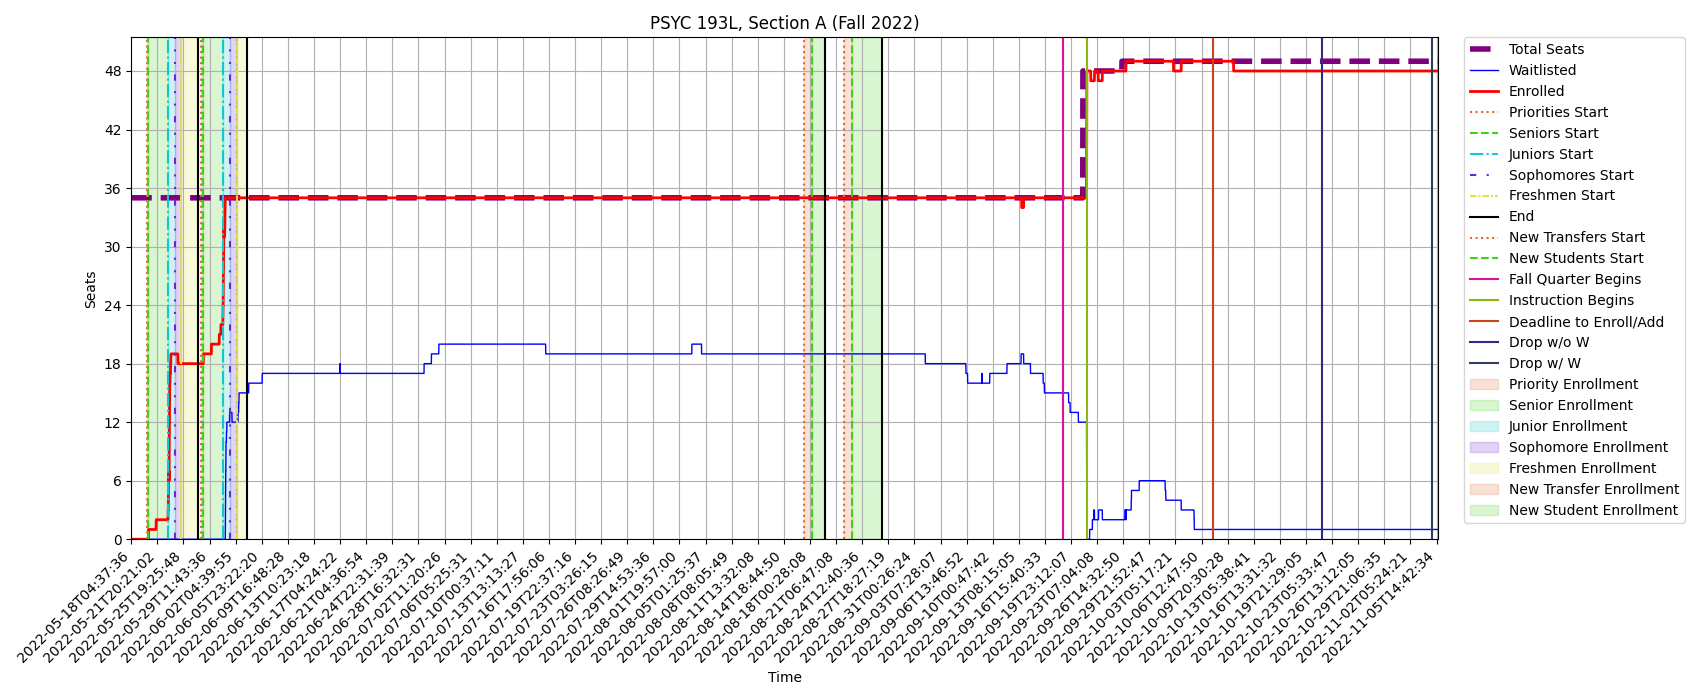 PSYC 193L, Section A (Fall 2022)
Total Seats
Waitlisted
Enrolled
Priorities Start
Seniors Start
Juniors Start
Sophomores Start
Freshmen Start
End
New Transfers Start
New Students Start
Fall Quarter Begins
Instruction Begins
Deadline to Enroll/Add
Drop w/o W
Drop w/ W
Priority Enrollment
Senior Enrollment
Junior Enrollment
Sophomore Enrollment
Freshmen Enrollment
New Transfer Enrollment
New Student Enrollment
Seats
48
42
36
30
24
18
12
6
0
2022-05-18T04:37:36
2022-05-21T20:21:02
2022-05-25T19:25:48
2022-05-29T11:43:36
2022-06-02T04:39:55
2022-06-05T23:22:20
2022-06-09T16:48:28
2022-06-13T10:23:18
2022-06-17T04:24:22
2022-06-21T04:36:54
2022-06-24T22:31:39
2022-06-28T16:32:31
2022-07-02T11:20:26
2022-07-06T05:25:31
2022-07-10T00:37:11
2022-07-13T13:13:27
2022-07-16T17:56:06
2022-07-19T22:37:16
2022-07-23T03:26:15
2022-07-26T08:26:49
2022-07-29T14:53:36
2022-08-01T19:57:00
2022-08-05T01:25:37
2022-08-08T08:05:49
2022-08-11T13:32:08
2022-08-14T18:44:50
2022-08-18T00:28:08
2022-08-21T06:47:08
2022-08-24T12:40:36
2022-08-27T18:27:19
2022-08-31T00:26:24
2022-09-03T07:28:07
2022-09-06T13:46:52
2022-09-10T00:47:42
2022-09-13T08:15:05
2022-09-16T15:40:33
2022-09-19T23:12:07
2022-09-23T07:04:08
2022-09-26T14:32:50
2022-09-29T21:52:47
2022-10-03T05:17:21
2022-10-06T12:47:50
2022-10-09T20:30:28
2022-10-13T05:38:41
2022-10-16T13:31:32
2022-10-19T21:29:05
2022-10-23T05:33:47
2022-10-26T13:12:05
2022-10-29T21:06:35
2022-11-02T05:24:21
2022-11-05T14:42:34
Time